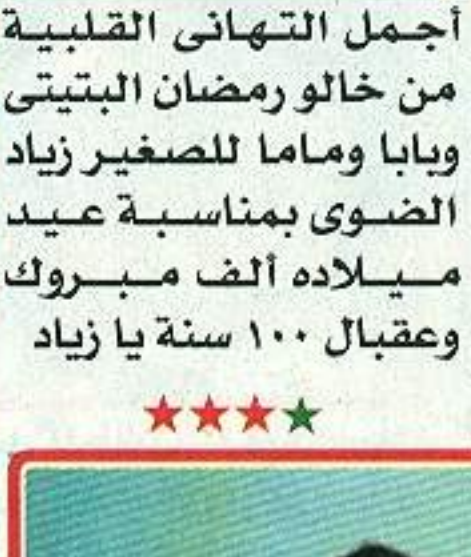 أجمل التهانى القلبية
من خالو رمضان البتيتى
وبابا وماما للصغير زياد
الضوى بمناسبة عيد
ميلاده ألف مبروك
وعقبال ١٠٠ سنة يا زياد